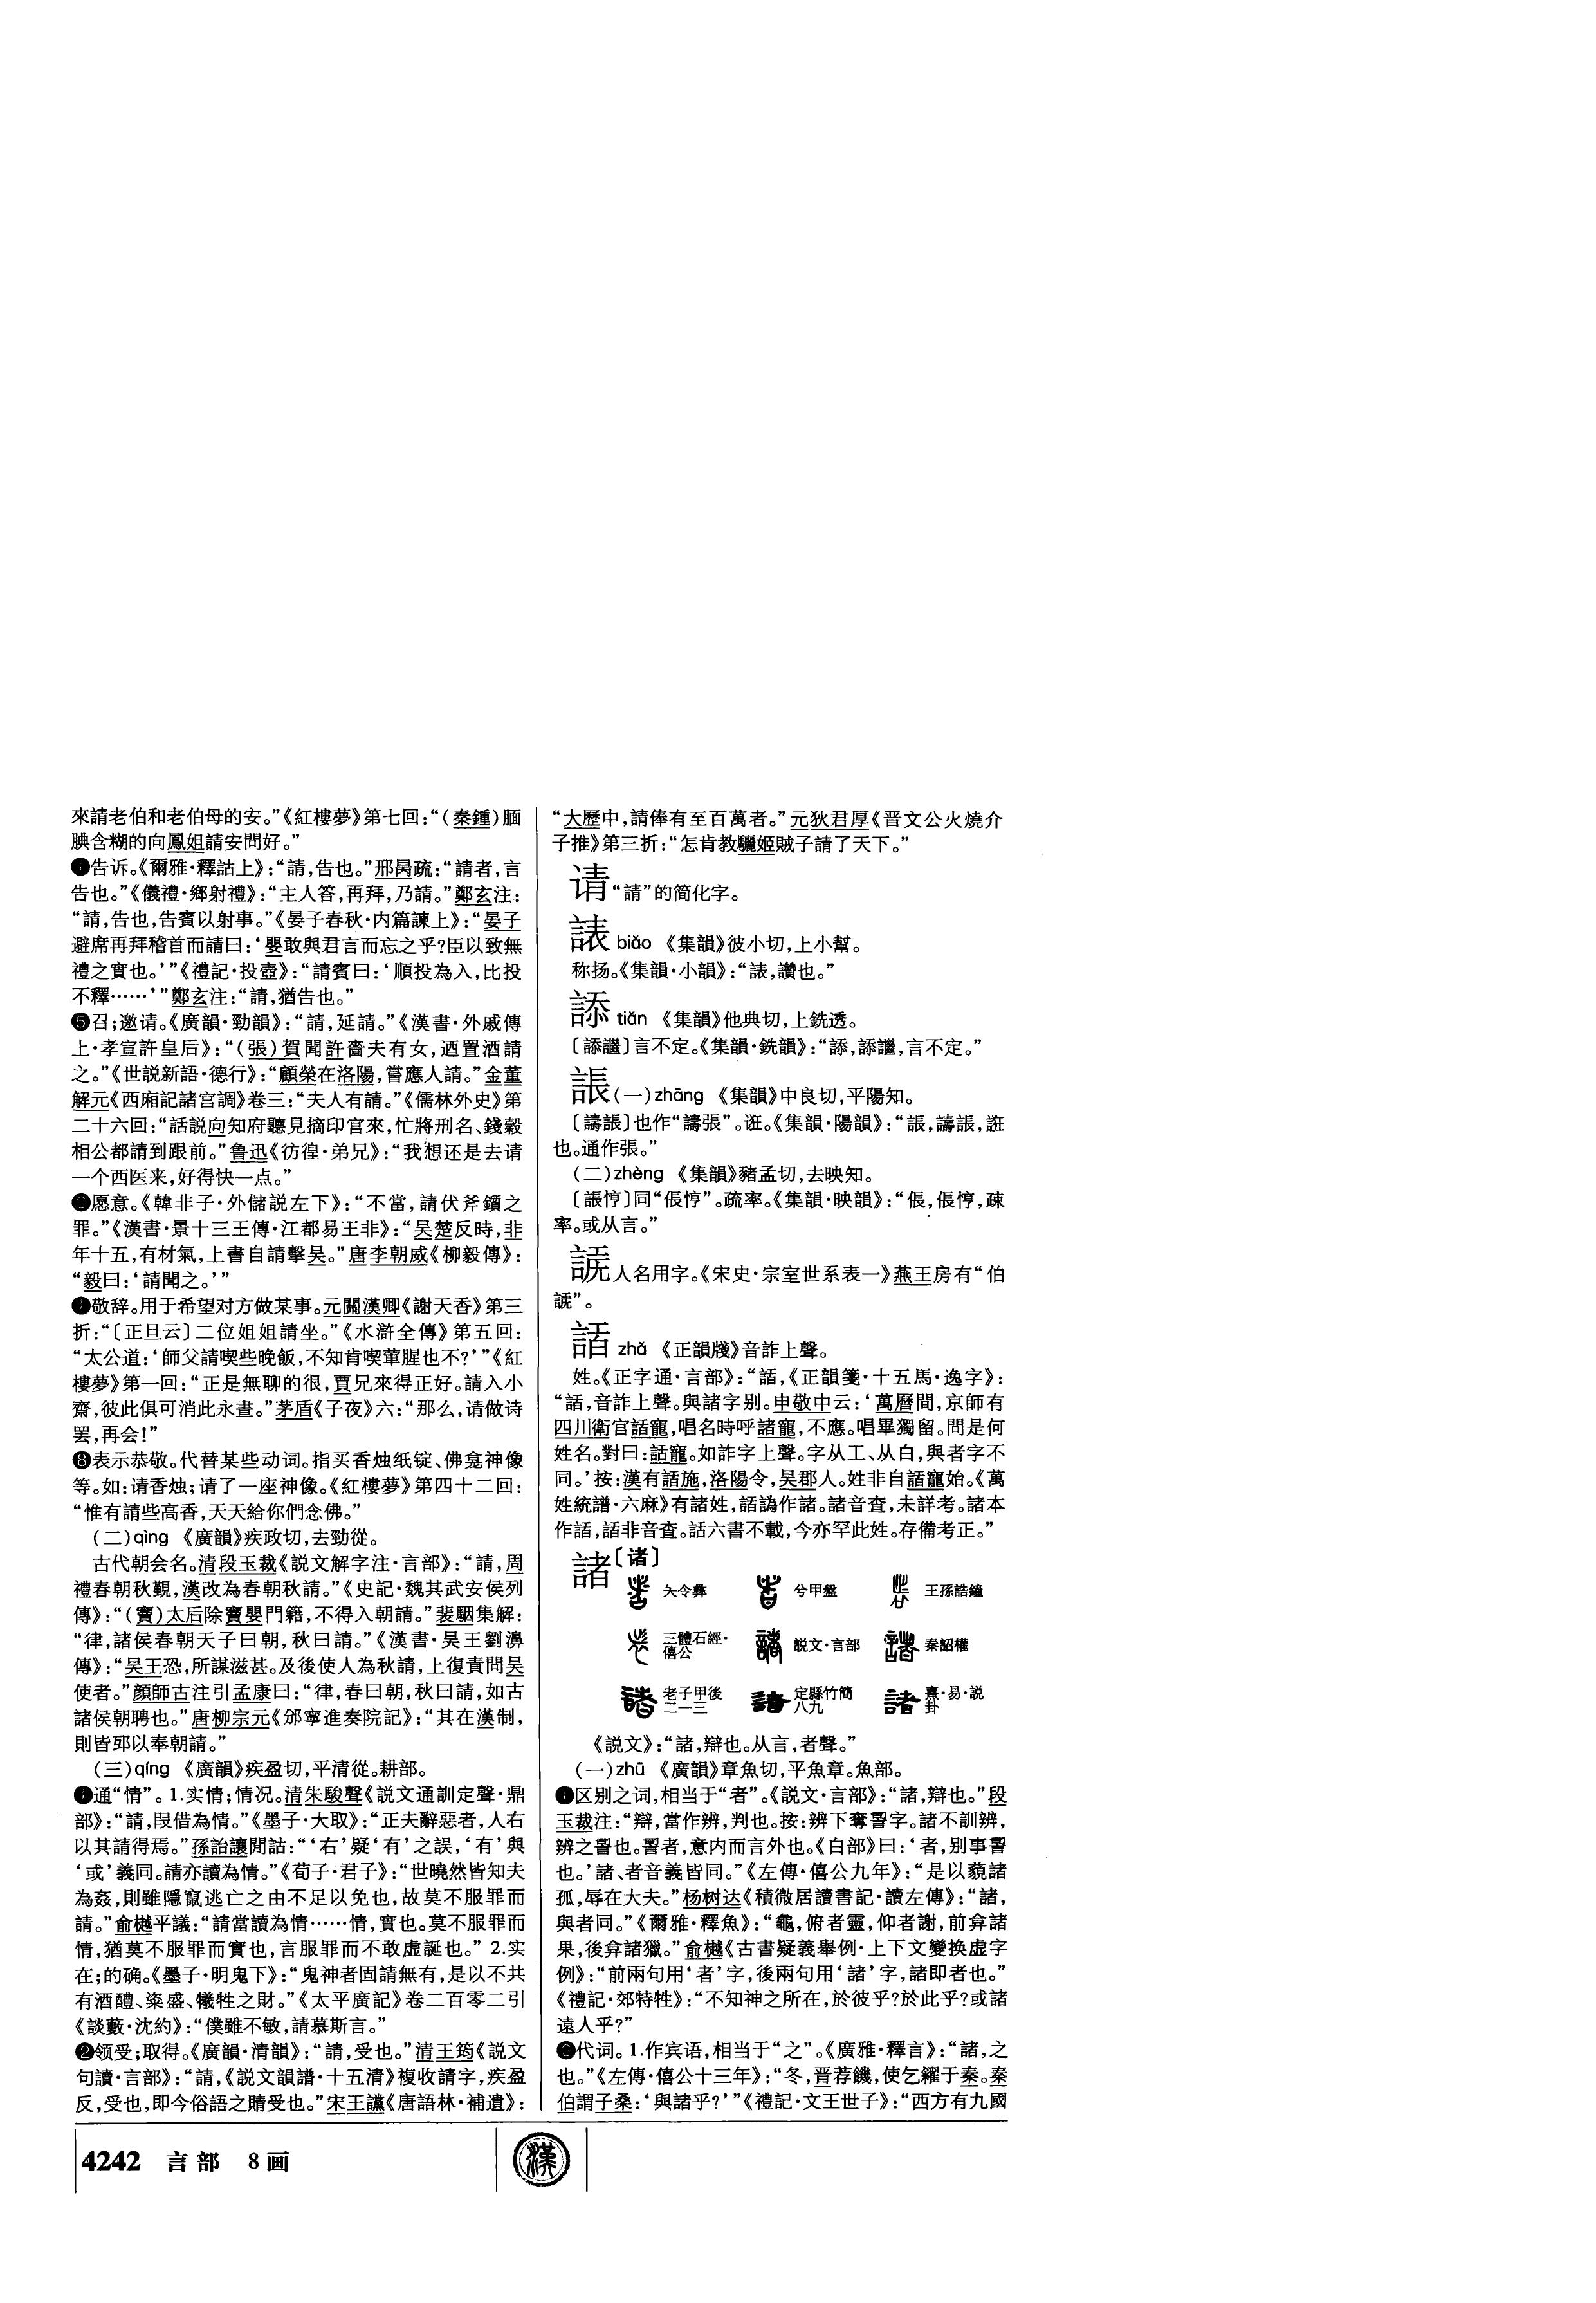 來請老伯和老伯母的安。”《紅樓夢》第七回：“（秦鍾）腼
腆含糊的向鳳姐請安問好。”
❹告诉。《爾雅·釋詁上》：“請，告也。”邢昺疏：“請者，言
告也。”《儀禮·鄉射禮》：“主人答，再拜，乃請。”鄭玄注：
“請，告也，告賓以射事。”《晏子春秋·内篇諫上》：“晏子
避席再拜稽首而請曰：‘嬰敢與君言而忘之乎？臣以致無
禮之實也。’”《禮記·投壺》：“請賓曰：‘順投為入，比投
不釋……’”鄭玄注：“請，猶告也。”
❺召；邀请。《廣韻·勁韻》：“請，延請。”《漢書·外戚傳
上·孝宣許皇后》：“（張）賀聞許嗇夫有女，迺置酒請
之。”《世説新語·德行》：“顧榮在洛陽，嘗應人請。”金董
解元《西廂記諸宫調》卷三：“夫人有請。”《儒林外史》第
二十六回：“話説向知府聽見摘印官來，忙將刑名、錢穀
相公都請到跟前。”鲁迅《彷徨·弟兄》：“我想还是去请
一个西医来，好得快一点。”
❻愿意。《韓非子·外儲説左下》：“不當，請伏斧鑕之
罪。”《漢書·景十三王傳·江都易王非》：“吴楚反時，非
年十五，有材氣，上書自請擊吴。”唐李朝威《柳毅傳》：
“毅曰：‘請聞之。’”
❼敬辞。用于希望对方做某事。元關漢卿《謝天香》第三
折：“〔正旦云〕二位姐姐請坐。”《水滸全傳》第五回：
“太公道：‘師父請喫些晚飯，不知肯喫葷腥也不？’”《紅
樓夢》第一回：“正是無聊的很，賈兄來得正好。請入小
齋，彼此俱可消此永晝。”茅盾《子夜》六：“那么，请做诗
罢，再会！”
❽表示恭敬。代替某些动词。指买香烛纸锭、佛龛神像
等。如：请香烛；请了一座神像。《紅樓夢》第四十二回：
“惟有請些高香，天天給你們念佛。”
（二）qìng 《廣韻》疾政切，去勁從。
古代朝会名。清段玉裁《説文解字注·言部》：“請，周
禮春朝秋覲，漢改為春朝秋請。”《史記·魏其武安侯列
傳》：“（竇）太后除竇嬰門籍，不得入朝請。”裴駰集解：
“律，諸侯春朝天子曰朝，秋曰請。”《漢書·吴王劉濞
傳》：“吴王恐，所謀滋甚。及後使人為秋請，上復責問吴
使者。”顔師古注引孟康曰：“律，春曰朝，秋曰請，如古
諸侯朝聘也。”唐柳宗元《邠寧進奏院記》：“其在漢制，
則皆邸以奉朝請。”
（三）qíng 《廣韻》疾盈切，平清從。耕部。
❶通“情”。1.实情；情况。清朱駿聲《説文通訓定聲·鼎
部》：“請，叚借為情。”《墨子·大取》：“正夫辭惡者，人右
以其請得焉。”孫詒讓閒詁：“‘右’疑‘有’之誤，‘有’與
‘或’義同。請亦讀為情。”《荀子·君子》：“世曉然皆知夫
為姦，則雖隱竄逃亡之由不足以免也，故莫不服罪而
請。”俞樾平議：“請當讀為情……情，實也。莫不服罪而
情，猶莫不服罪而實也，言服罪而不敢虚誕也。”2.实
在；的确。《墨子·明鬼下》：“鬼神者固請無有，是以不共
有酒醴、粢盛、犧牲之財。”《太平廣記》卷二百零二引
《談藪·沈約》：“僕雖不敏，請慕斯言。”
❷领受；取得。《廣韻·清韻》：“請，受也。”清王筠《説文
句讀·言部》：“請，《説文韻譜·十五清》複收請字，疾盈
反，受也，即今俗語之䝼受也。”宋王讜《唐語林·補遺》：
“大歷中，請俸有至百萬者。”元狄君厚《晋文公火燒介
子推》第三折：“怎肯教驪姬賊子請了天下。”
请“請”的简化字。
諘 biǎo 《集韻》彼小切，上小幫。
称扬。《集韻·小韻》：“諘，讚也。”
䛴 tiǎn 《集韻》他典切，上銑透。
言不定。”
䛫（一）zhāng 《集韻》中良切，平陽知。
〔譸䛫〕也作“譸張”。诳。《集韻·陽韻》：“䛫，譸䛫，誑
也。通作張。”
（二）zhèng 《集韻》豬孟切，去映知。
〔䛫悙〕同“倀悙”。疏率。《集韻·映韻》：“倀，倀悙，疎
率。或从言。”
人名用字。《宋史·宗室世系表一》燕王房有“伯
”。
zhǎ 《正韻牋》音詐上聲。
姓。《正字通·言部》：“《正韻箋·十五馬·逸字》：
音詐上聲。與諸字别。申敬中云：‘萬曆間，京師有
四川衛官寵，唱名時呼諸寵，不應。唱畢獨留。問是何
姓名。對曰：寵。如詐字上聲。字从工、从白，與者字不
同。’按：漢有施，洛陽令，吴郡人。姓非自寵始。《萬
姓統譜·六麻》有諸姓，譌作諸。諸音査，未詳考。諸本
作，非音査。六書不載，今亦罕此姓。存備考正。”
諸〔诸〕
夨令彝 兮甲盤 王孫誥鐘
三體石經·僖公 説文·言部 秦詔權
老子甲後二一三 定縣竹簡八九 熹·易·説卦
《説文》：“諸，辯也。从言，者聲。”
（一）zhū 《廣韻》章魚切，平魚章。魚部。
❶区别之词，相当于“者”。《説文·言部》：“諸，辯也。”段
玉裁注：“辯，當作辨，判也。按：辨下奪䛐字。諸不訓辨，
辨之䛐也。䛐者，意内而言外也。《白部》曰：‘者，别事䛐
也。’諸、者音義皆同。”《左傳·僖公九年》：“是以藐諸
孤，辱在大夫。”杨树达《積微居讀書記·讀左傳》：“諸，
與者同。”《爾雅·釋魚》：“龜，俯者靈，仰者謝，前弇諸
果，後弇諸獵。”俞樾《古書疑義舉例·上下文變换虚字
例》：“前兩句用‘者’字，後兩句用‘諸’字，諸即者也。”
《禮記·郊特牲》：“不知神之所在，於彼乎？於此乎？或諸
遠人乎？”
❷代词。1.作宾语，相当于“之”。《廣雅·釋言》：“諸，之
也。”《左傳·僖公十三年》：“冬，晋荐饑，使乞糴于秦。秦
伯謂子桑：‘與諸乎？’”《禮記·文王世子》：“西方有九國
4242 言部 8画
漢